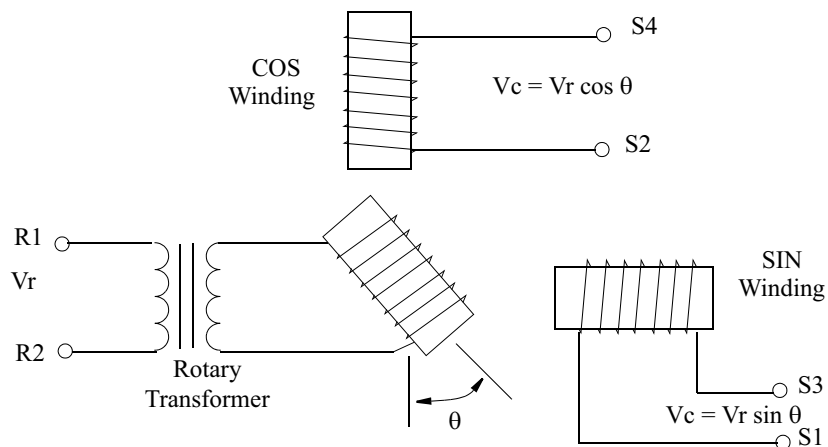 S4
COS
Winding
Vc = Vr cos θ
S2
R1
Vr
R2
Rotary
Transformer
θ
SIN
Winding
S3
Vc = Vr sin θ
S1